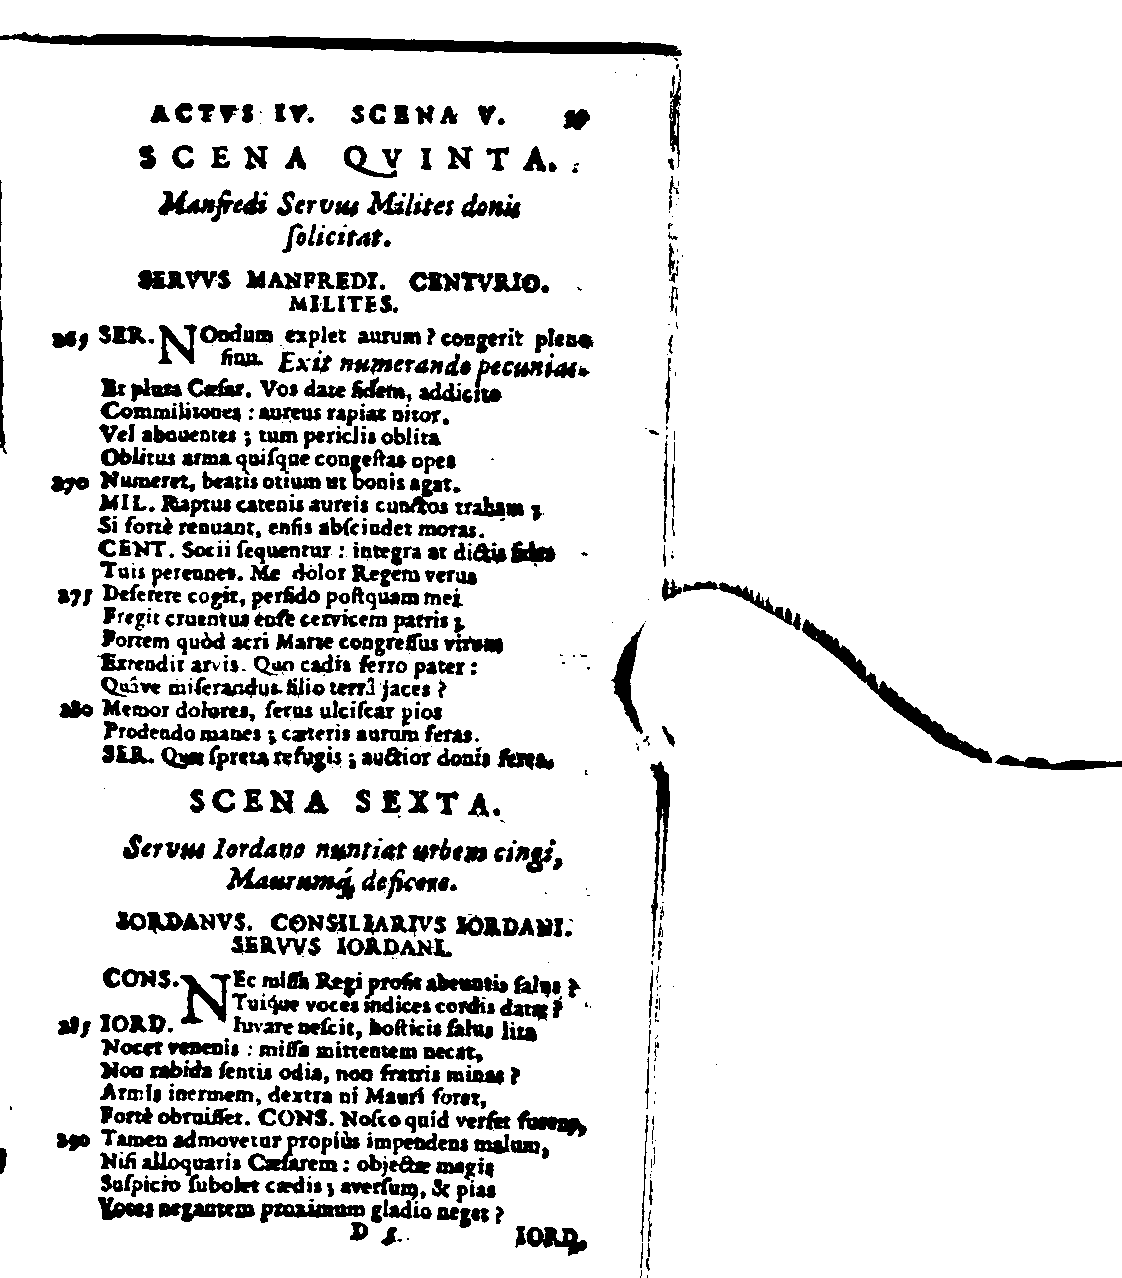 ACTVS IV. SCENA V.
SCENA QVINTA.
Manfredi Servus Milites donis
ſolicitat.
SERVVS MANFREDI. CENTVRIO.
MILITES.
265 SER. NOndum explet aurum? congerit pleno
ſinu. Exit numerando pecunias.
Et plura Cæſar. Vos date fidem, addicite
Commilitones: aureus rapiat nitor.
Vel abnuentes; tum periclis oblita
Oblitus arma quiſque congeſtas opes
270 Numeret, beatis otium ut bonis agat.
MIL. Raptus catenis aureis cunctos traham;
Si fortè renuant, enſis abſcindet moras.
CENT. Socii ſequentur: integra at dictis fides
Tuis perennet. Me dolor Regem verus
275 Deſerere cogit, perfido poſtquam mei
Fregit cruentus enſe cervicem patris;
Fortem quòd acri Marte congreſſus virum
Extendit arvis. Quo cadis ferro pater:
Quâve miſerandus filio terrâ jaces?
280 Memor dolores, ferus ulciſcar pios
Prodendo manes; cæteris aurum feras.
SER. Quæ ſpreta refugis; auctior donis feres.
SCENA SEXTA.
Servus Iordano nuntiat urbem cingi,
Maurumq́; deficere.
IORDANVS. CONSILIARIVS IORDANI.
SERVVS IORDANI.
CONS. NEc miſſa Regi profit abeuntis ſalus?
Tuique voces indices cordis datæ?
285 IORD. Iuvare neſcit, hoſticis ſalus lita
Nocet venenis: miſſa mittentem necat,
Non rabida ſentis odia, non fratris minas?
Armis inermem, dextra ni Mauri foret,
Fortè obruiſſet. CONS. Noſco quid verſet furens,
290 Tamen admovetur propiùs impendens malum,
Niſi alloquaris Cæſarem: objectæ magis
Suſpicio ſubolet cædis; averſum, & pias
Voces negantem proximum gladio neget?
D 5 IORD.